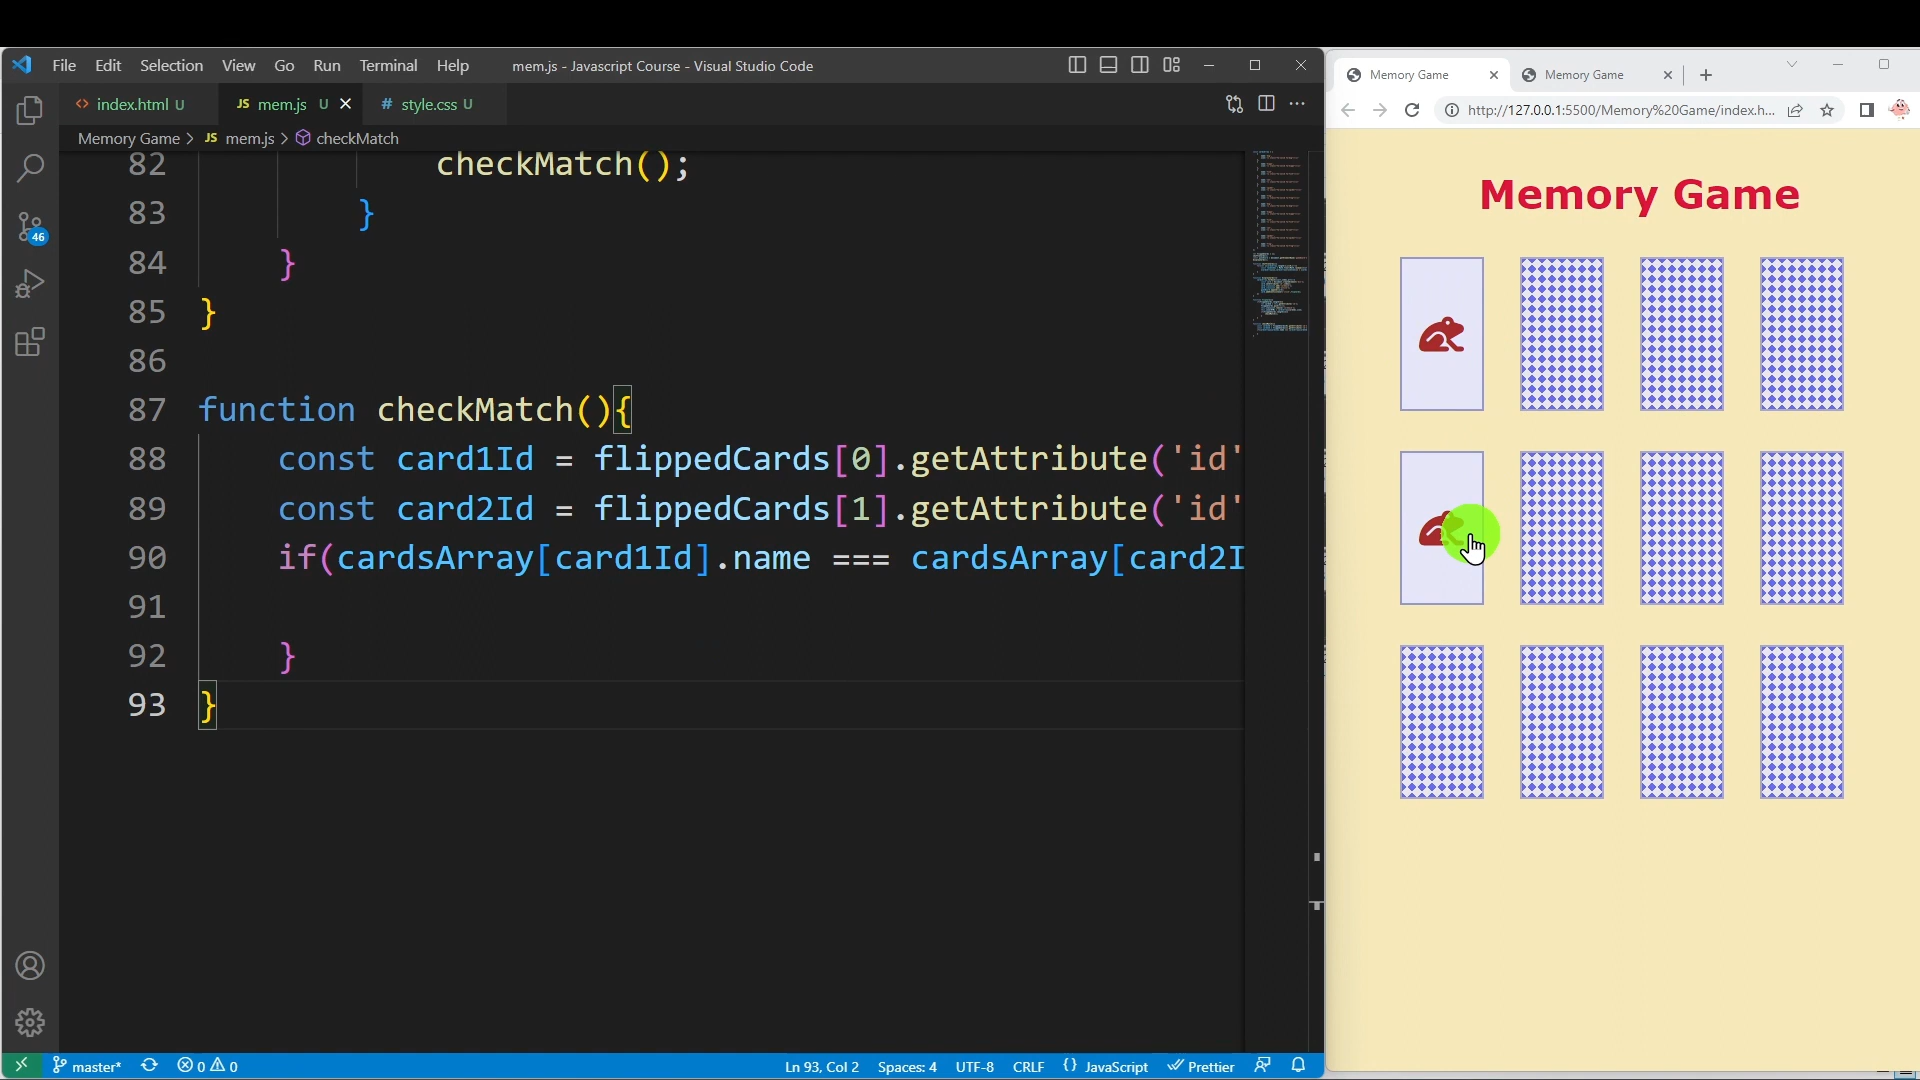 File Edit Selection View Go Run Terminal Help mem.js - Javascript Course - Visual Studio Code
index.html U JS mem.js U # style.css U
Memory Game > JS mem.js > checkMatch
82 checkMatch();
83 }
84 }
85 }
86
87 function checkMatch(){
88 const card1Id = flippedCards[0].getAttribute('id'
89 const card2Id = flippedCards[1].getAttribute('id'
90 if(cardsArray[card1Id].name === cardsArray[card2I
91
92 }
93 }
46
master* 0 0 Ln 93, Col 2 Spaces: 4 UTF-8 CRLF {} JavaScript Prettier
Memory Game Memory Game
http://127.0.0.1:5500/Memory%20Game/index.h...
Memory Game